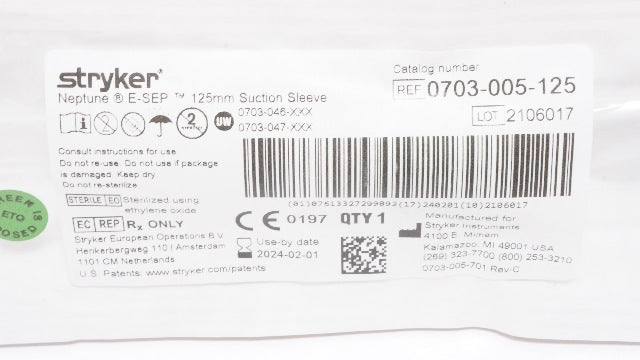 stryker®
Neptune ® E-SEP ™ 125mm Suction Sleeve
0703-046-XXX
0703-047-XXX
2
UW
Catalog number
REF 0703-005-125
LOT 2106017
Consult instructions for use.
Do not re-use. Do not use if package
is damaged. Keep dry.
Do not re-sterilize
STERILE EO Sterilized using
ethylene oxide
(01)07613327299892(17)240201(10)2106017
EC REP Rx ONLY
Stryker European Operations B.V.
Herikerbergweg 110 | Amsterdam
1101 CM Netherlands
U.S. Patents: www.stryker.com/patents
CE 0197 QTY 1
Use-by date
2024-02-01
Manufactured for:
Stryker Instruments
4100 E. Milham
Kalamazoo, MI 49001 USA
(269) 323-7700 (800) 253-3210
0703-005-701 Rev-C
IS
ETO